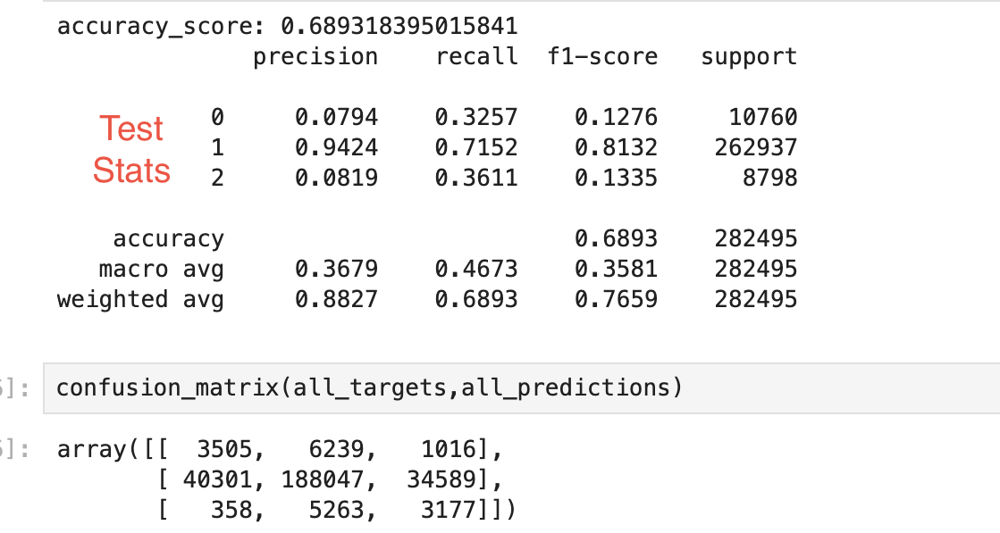 accuracy_score: 0.689318395015841
precision recall f1-score support
0 0.0794 0.3257 0.1276 10760
Test
1 0.9424 0.7152 0.8132 262937
Stats
2 0.0819 0.3611 0.1335 8798
accuracy 0.6893 282495
macro avg 0.3679 0.4673 0.3581 282495
weighted avg 0.8827 0.6893 0.7659 282495
]: confusion_matrix(all_targets,all_predictions)
]: array([[ 3505, 6239, 1016],
[ 40301, 188047, 34589],
[ 358, 5263, 3177]])